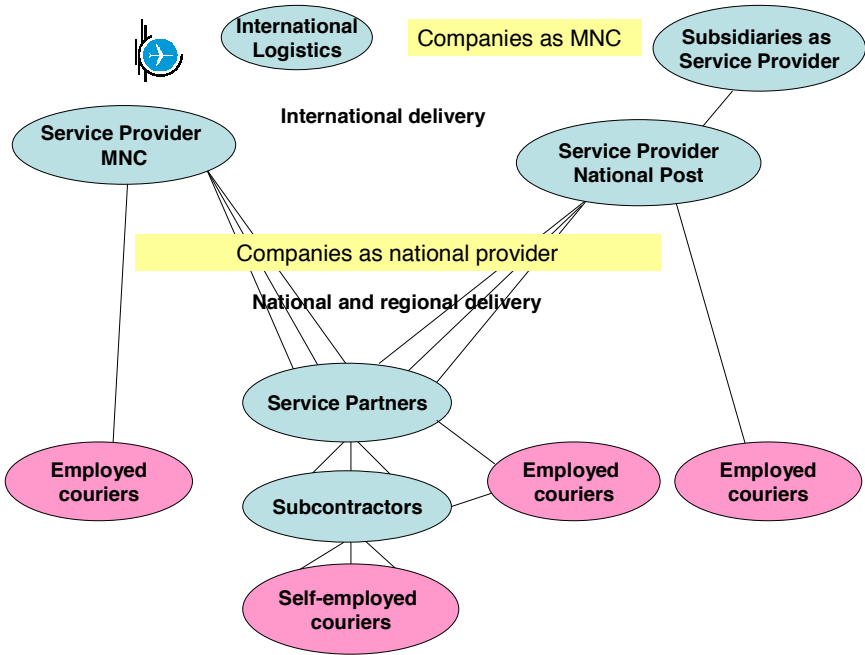 International
Logistics
Companies as MNC
Subsidiaries as
Service Provider
International delivery
Service Provider
MNC
Service Provider
National Post
Companies as national provider
National and regional delivery
Service Partners
Employed
couriers
Subcontractors
Employed
couriers
Employed
couriers
Self-employed
couriers